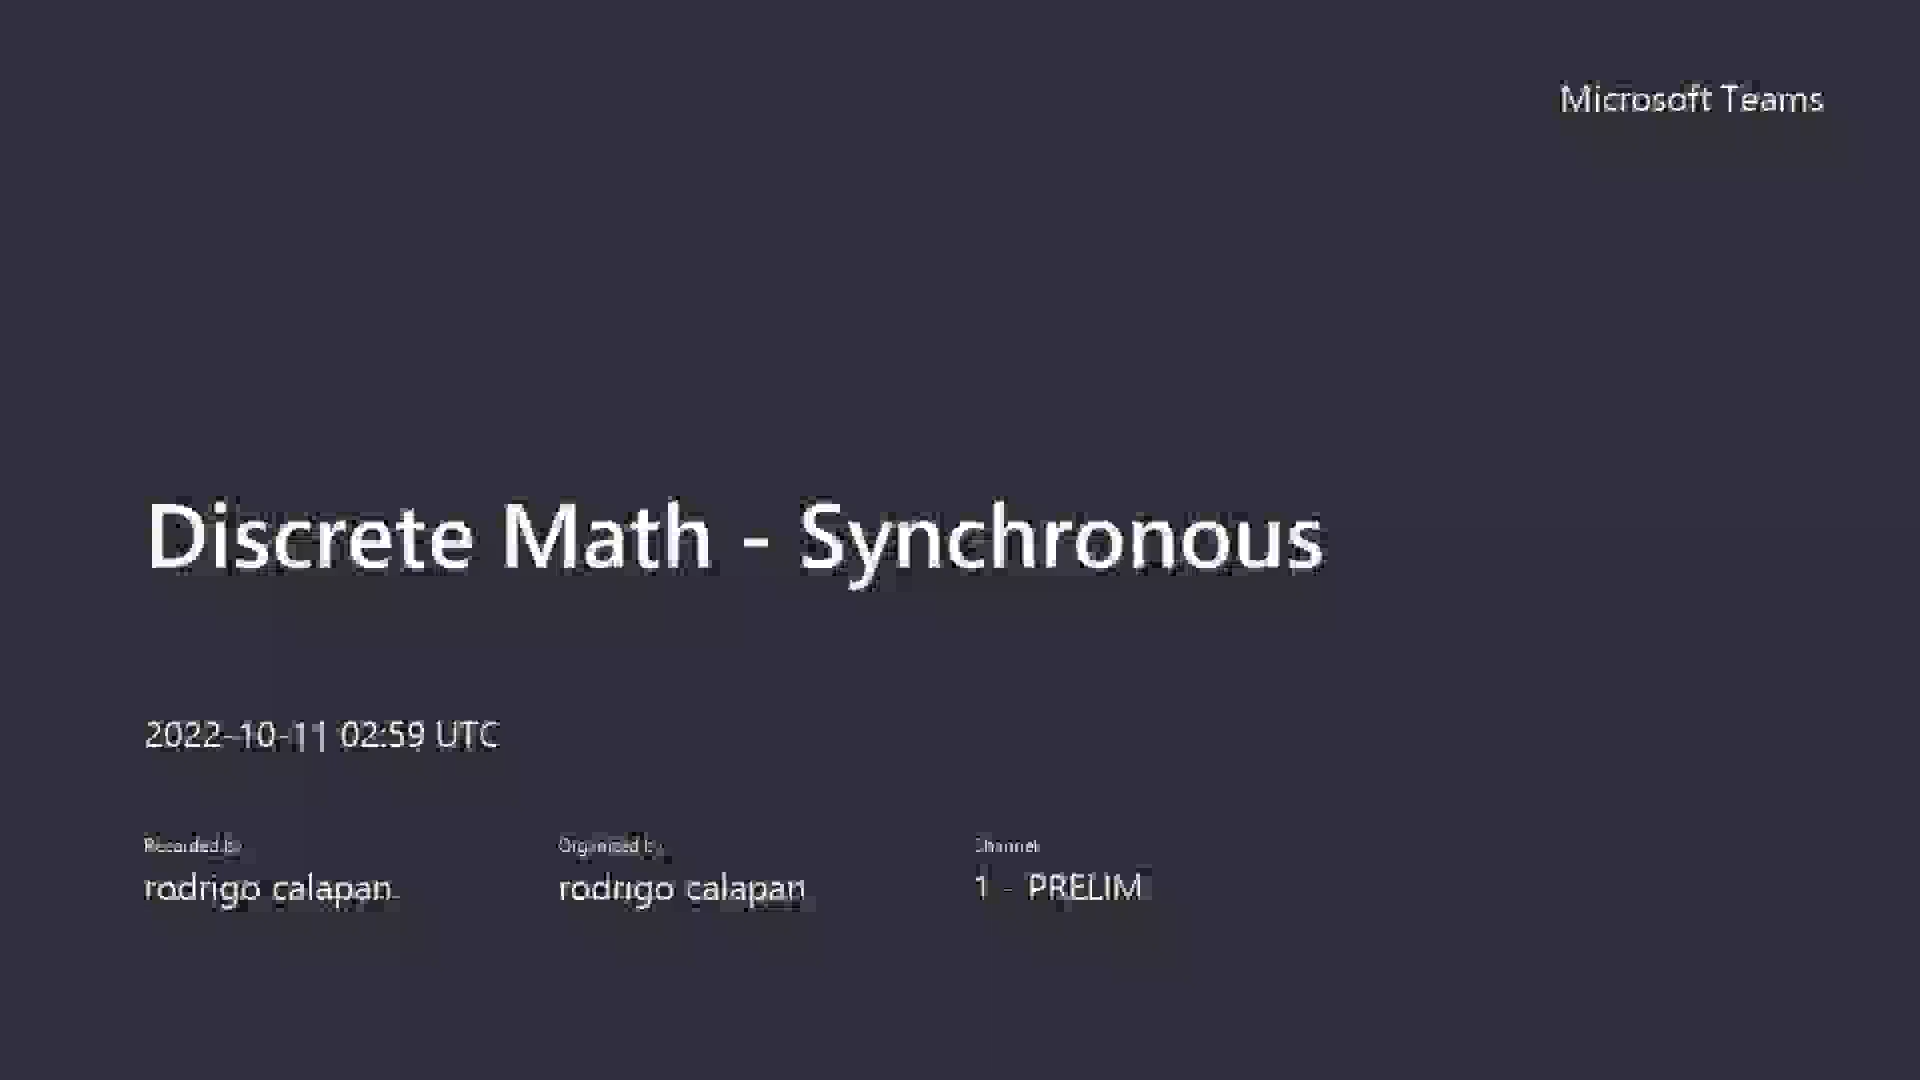 Microsoft Teams
Discrete Math - Synchronous
2022-10-11 02:59 UTC
Recorded by
Organized by
Channel
rodrigo calapan
rodrigo calapan
1 - PRELIM